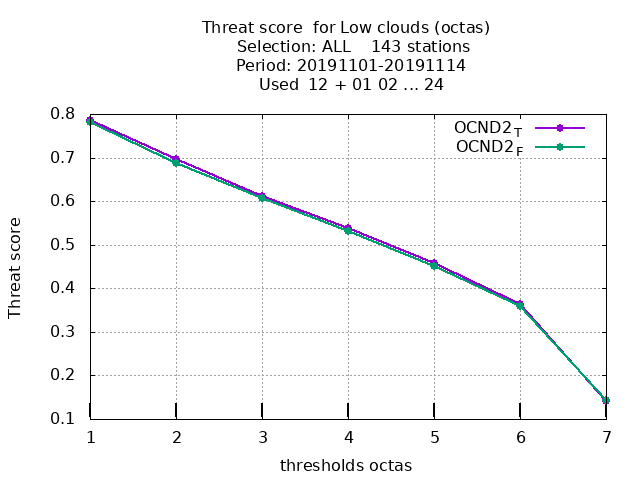 Threat score  for Low clouds (octas)
Selection: ALL    143 stations
Period: 20191101-20191114
Used  12 + 01 02 ... 24
OCND2T
OCND2F
0.8
0.7
0.6
0.5
0.4
0.3
0.2
0.1
Threat score
1 2 3 4 5 6 7
thresholds octas